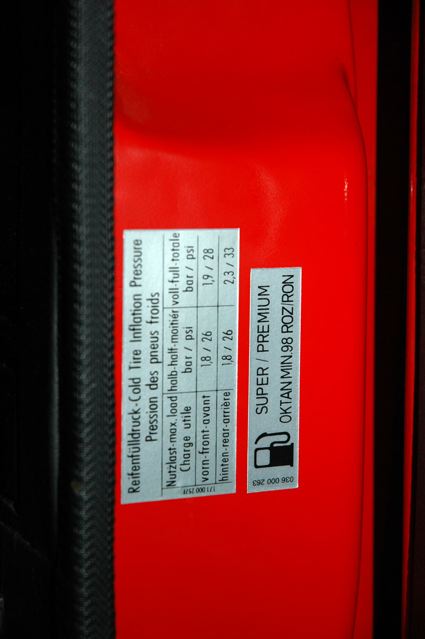 Reifenfülldruck-Cold Tire Inflation Pressure
Pression des pneus froids
Nutzlast-max. load halb-half-moitiér voll-full-totale
Charge utile bar / psi bar / psi
vorn-front-avant 1,8 / 26 1,9 / 28
hinten-rear-arrière 1,8 / 26 2,3 / 33
171 000 257F
SUPER / PREMIUM
OKTAN MIN.98 ROZ/RON
036 000 263